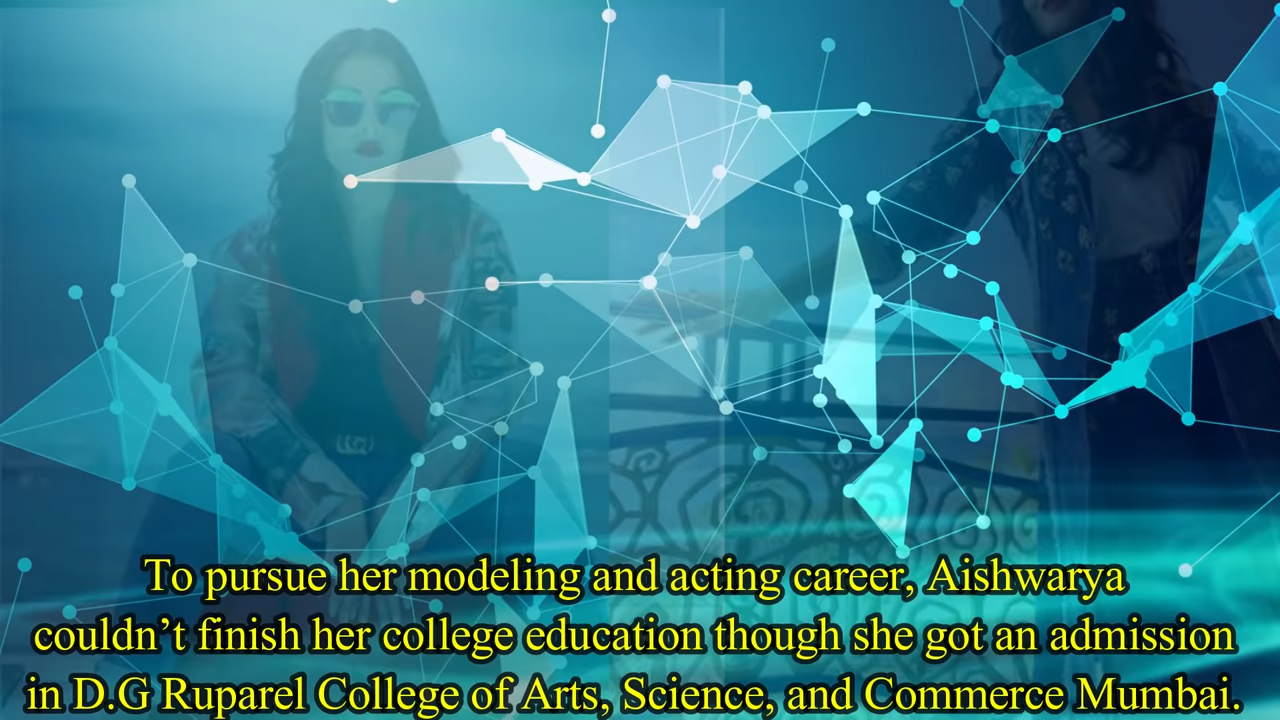 To pursue her modeling and acting career, Aishwarya
couldn’t finish her college education though she got an admission
in D.G Ruparel College of Arts, Science, and Commerce Mumbai.